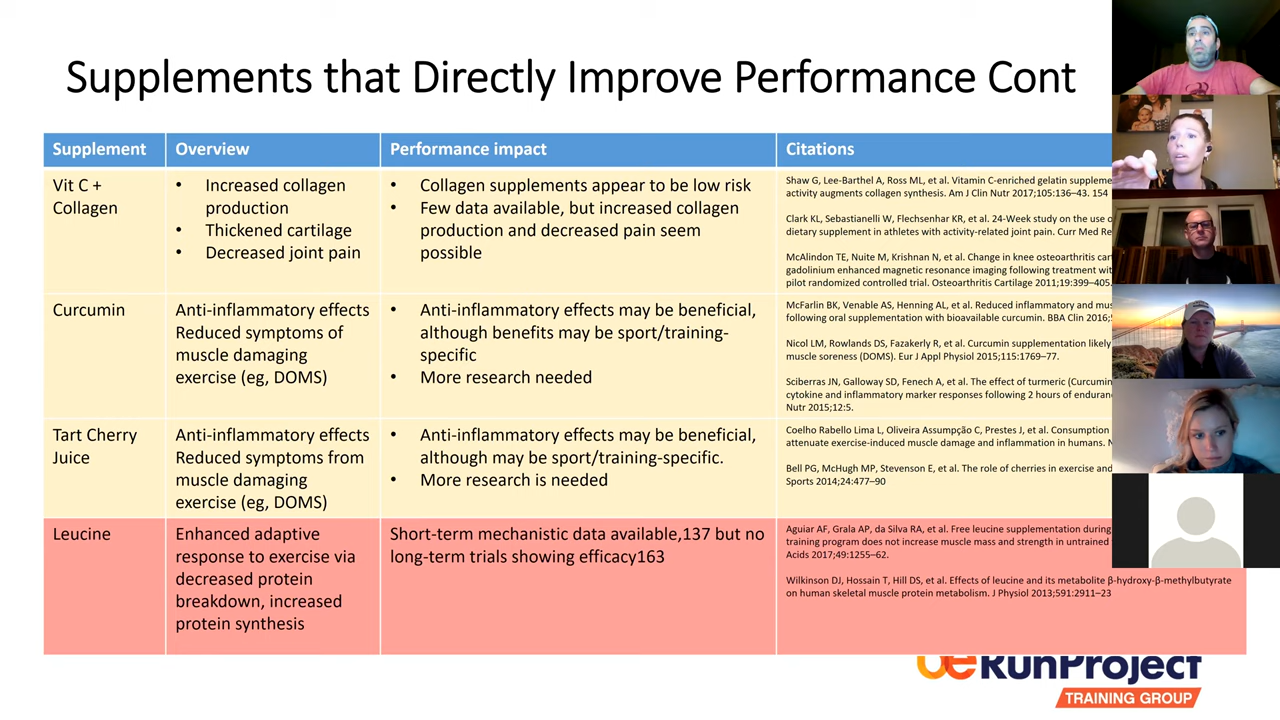 Supplements that Directly Improve Performance Cont
Supplement
Overview
Performance impact
Citations
Vit C +
Collagen
• Increased collagen
production
• Thickened cartilage
• Decreased joint pain
• Collagen supplements appear to be low risk
• Few data available, but increased collagen
production and decreased pain seem
possible
Shaw G, Lee-Barthel A, Ross ML, et al. Vitamin C-enriched gelatin suppleme
activity augments collagen synthesis. Am J Clin Nutr 2017;105:136–43. 154
Clark KL, Sebastianelli W, Flechsenhar KR, et al. 24-Week study on the use o
dietary supplement in athletes with activity-related joint pain. Curr Med Re
McAlindon TE, Nuite M, Krishnan N, et al. Change in knee osteoarthritis car
gadolinium enhanced magnetic resonance imaging following treatment wit
pilot randomized controlled trial. Osteoarthritis Cartilage 2011;19:399–405.
Curcumin
Anti-inflammatory effects
Reduced symptoms of
muscle damaging
exercise (eg, DOMS)
• Anti-inflammatory effects may be beneficial,
although benefits may be sport/training-
specific
• More research needed
McFarlin BK, Venable AS, Henning AL, et al. Reduced inflammatory and mus
following oral supplementation with bioavailable curcumin. BBA Clin 2016;
Nicol LM, Rowlands DS, Fazakerly R, et al. Curcumin supplementation likely
muscle soreness (DOMS). Eur J Appl Physiol 2015;115:1769–77.
Sciberras JN, Galloway SD, Fenech A, et al. The effect of turmeric (Curcumin
cytokine and inflammatory marker responses following 2 hours of enduran
Nutr 2015;12:5.
Tart Cherry
Juice
Anti-inflammatory effects
Reduced symptoms from
muscle damaging
exercise (eg, DOMS)
• Anti-inflammatory effects may be beneficial,
although may be sport/training-specific.
• More research is needed
Coelho Rabello Lima L, Oliveira Assumpção C, Prestes J, et al. Consumption
attenuate exercise-induced muscle damage and inflammation in humans. N
Bell PG, McHugh MP, Stevenson E, et al. The role of cherries in exercise and
Sports 2014;24:477–90
Leucine
Enhanced adaptive
response to exercise via
decreased protein
breakdown, increased
protein synthesis
Short-term mechanistic data available,137 but no
long-term trials showing efficacy163
Aguiar AF, Grala AP, da Silva RA, et al. Free leucine supplementation during
training program does not increase muscle mass and strength in untrained
Acids 2017;49:1255–62.
Wilkinson DJ, Hossain T, Hill DS, et al. Effects of leucine and its metabolite β-hydroxy-β-methylbutyrate
on human skeletal muscle protein metabolism. J Physiol 2013;591:2911–23
RunProject
TRAINING GROUP